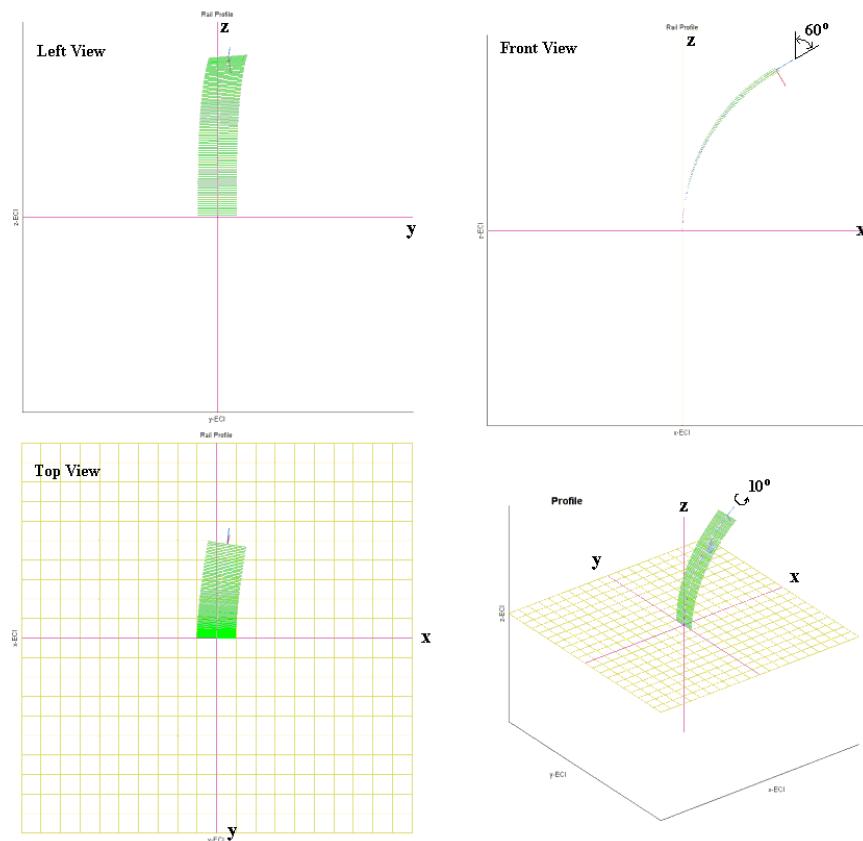 Rail Profile
Left View
z
y
z-ECI
y-ECI
Rail Profile
Front View
z
60°
x
z-ECI
x-ECI
Rail Profile
Top View
x
x-ECI
x-ECI
y
Profile
10°
z
y
x
z-ECI
y-ECI
x-ECI